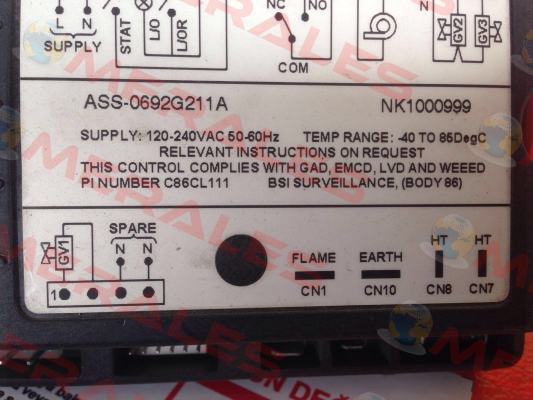 NC NO
L N
SUPPLY
STAT
L/O
L/OR
COM
N
GV2
GV3
ASS-0692G211A NK1000999
SUPPLY: 120-240VAC 50-60Hz TEMP RANGE: -40 TO 85DegC
RELEVANT INSTRUCTIONS ON REQUEST
THIS CONTROL COMPLIES WITH GAD, EMCD, LVD AND WEEED
PI NUMBER C86CL111 BSI SURVEILLANCE, (BODY 86)
GV1
SPARE
N N
1
FLAME EARTH HT HT
CN1 CN10 CN8 CN7
MERALES